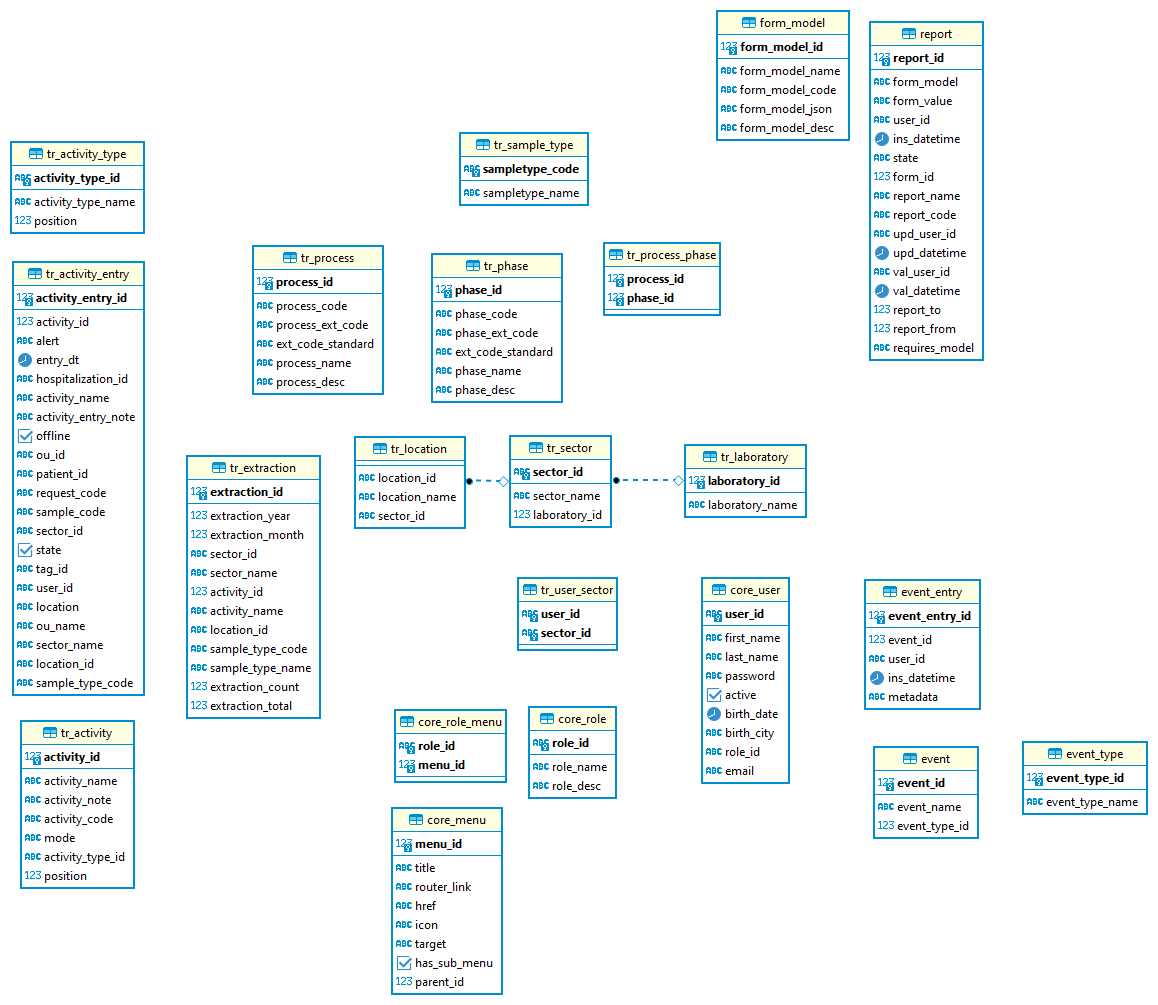 form_model
123 form_model_id
ABC form_model_name
ABC form_model_code
ABC form_model_json
ABC form_model_desc
report
123 report_id
ABC form_model
ABC form_value
ABC user_id
ins_datetime
ABC state
123 form_id
ABC report_name
ABC report_code
ABC upd_user_id
upd_datetime
ABC val_user_id
val_datetime
123 report_to
123 report_from
ABC requires_model
tr_activity_type
ABC activity_type_id
ABC activity_type_name
123 position
tr_sample_type
ABC sampletype_code
ABC sampletype_name
tr_activity_entry
123 activity_entry_id
123 activity_id
ABC alert
entry_dt
ABC hospitalization_id
ABC activity_name
ABC activity_entry_note
offline
ABC ou_id
ABC patient_id
ABC request_code
ABC sample_code
ABC sector_id
state
ABC tag_id
ABC user_id
ABC location
ABC ou_name
ABC sector_name
ABC location_id
ABC sample_type_code
tr_process
123 process_id
ABC process_code
ABC process_ext_code
ABC ext_code_standard
ABC process_name
ABC process_desc
tr_phase
123 phase_id
ABC phase_code
ABC phase_ext_code
ABC ext_code_standard
ABC phase_name
ABC phase_desc
tr_process_phase
123 process_id
123 phase_id
tr_extraction
123 extraction_id
123 extraction_year
123 extraction_month
ABC sector_id
ABC sector_name
123 activity_id
ABC activity_name
ABC location_id
ABC sample_type_code
ABC sample_type_name
123 extraction_count
123 extraction_total
tr_location
ABC location_id
ABC location_name
ABC sector_id
tr_sector
ABC sector_id
ABC sector_name
123 laboratory_id
tr_laboratory
123 laboratory_id
ABC laboratory_name
tr_user_sector
ABC user_id
ABC sector_id
core_user
ABC user_id
ABC first_name
ABC last_name
ABC password
active
birth_date
ABC birth_city
ABC role_id
ABC email
event_entry
123 event_entry_id
123 event_id
ABC user_id
ins_datetime
ABC metadata
tr_activity
123 activity_id
ABC activity_name
ABC activity_note
ABC activity_code
ABC mode
ABC activity_type_id
123 position
core_role_menu
ABC role_id
123 menu_id
core_role
ABC role_id
ABC role_name
ABC role_desc
event
123 event_id
ABC event_name
123 event_type_id
event_type
123 event_type_id
ABC event_type_name
core_menu
123 menu_id
ABC title
ABC router_link
ABC href
ABC icon
ABC target
has_sub_menu
123 parent_id